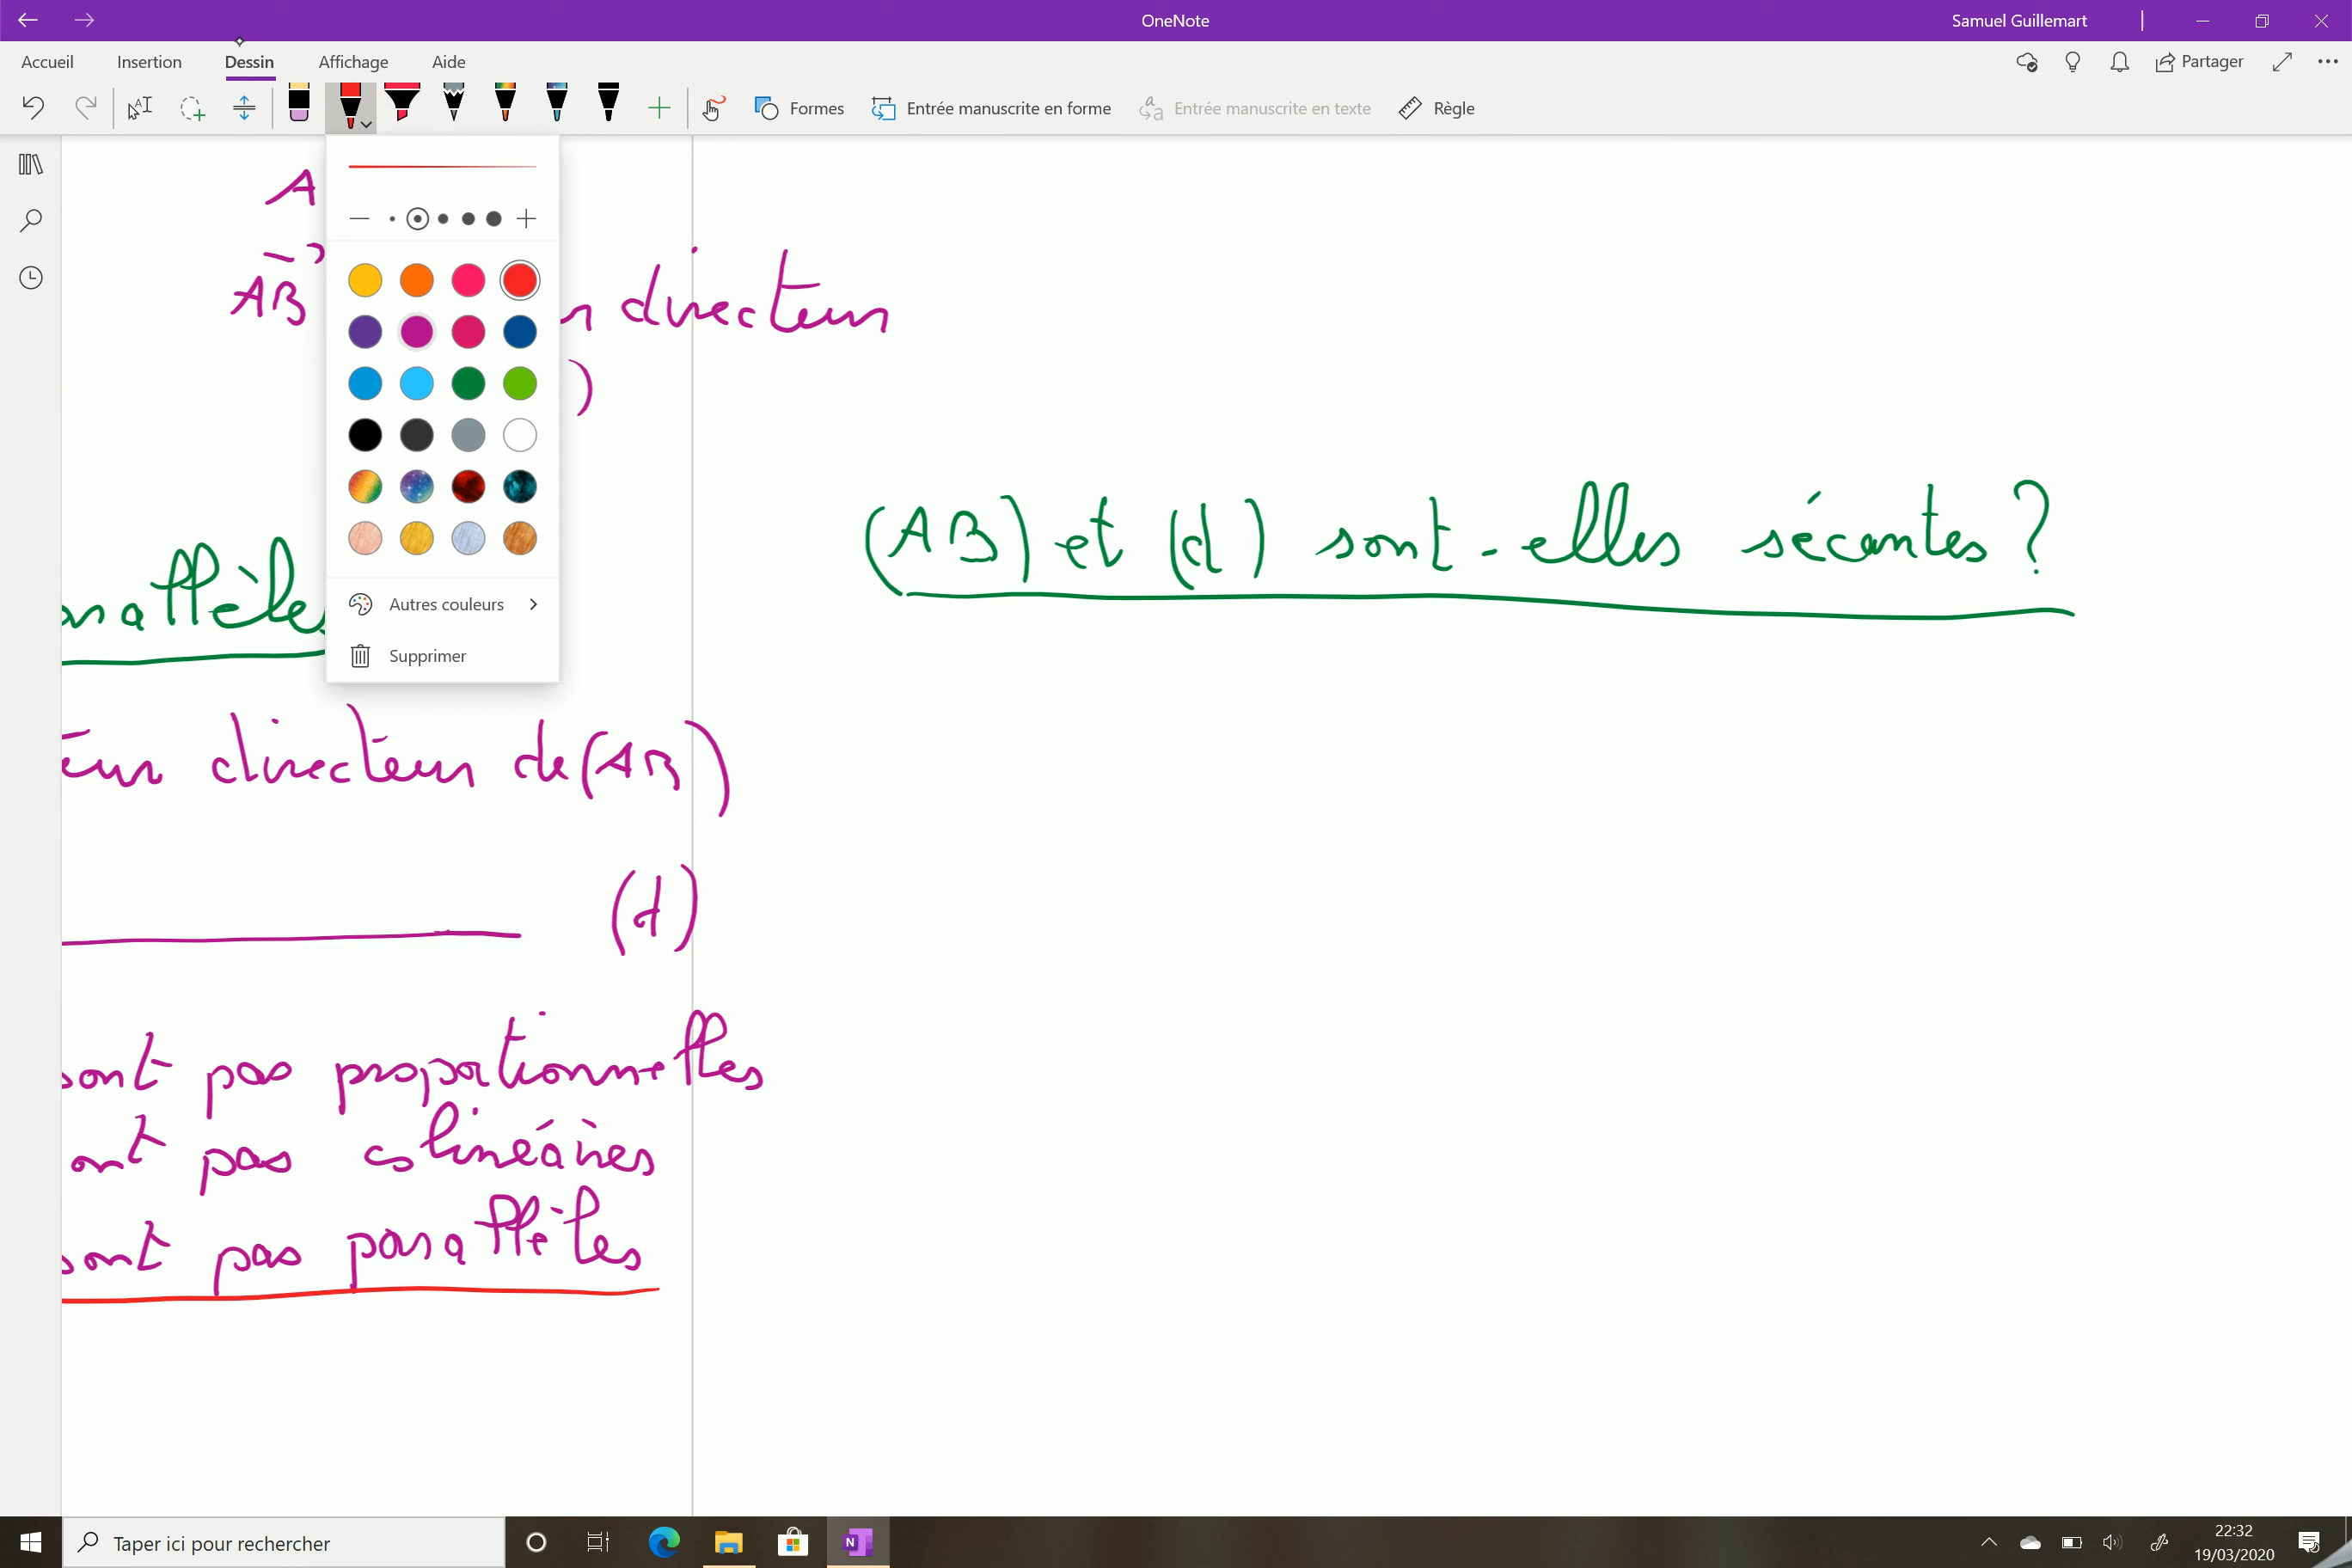 OneNote
Samuel Guillemart
Accueil Insertion Dessin Affichage Aide
Partager
Formes Entrée manuscrite en forme Entrée manuscrite en texte Règle
A
AB directeur
)
(AB) et (d) sont-elles sécantes ?
Autres couleurs
Supprimer
directeur de (AB)
(d)
sont pas proportionnelles
ont pas colinéaires
sont pas parallèles
Taper ici pour rechercher
22:32
19/03/2020